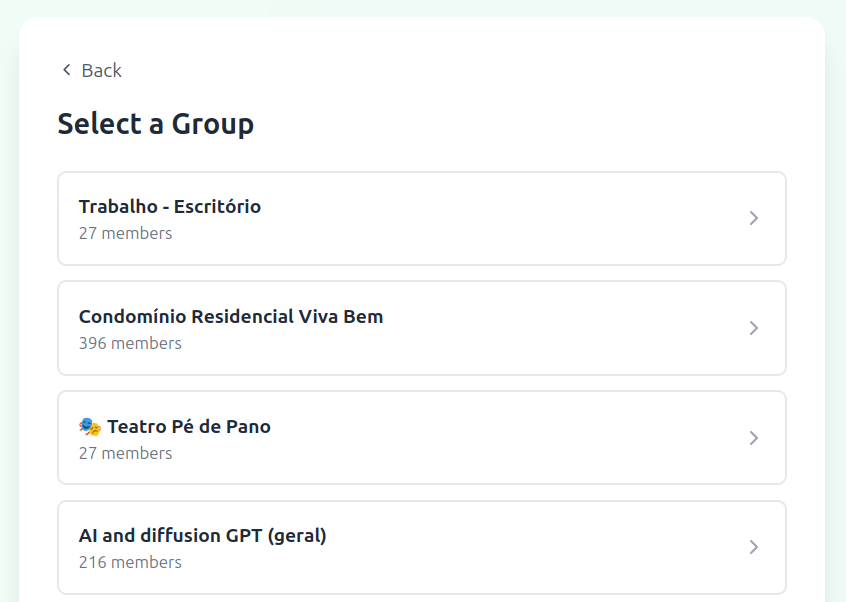 Back
Select a Group
Trabalho - Escritório
27 members
Condomínio Residencial Viva Bem
396 members
🎭 Teatro Pé de Pano
27 members
AI and diffusion GPT (geral)
216 members